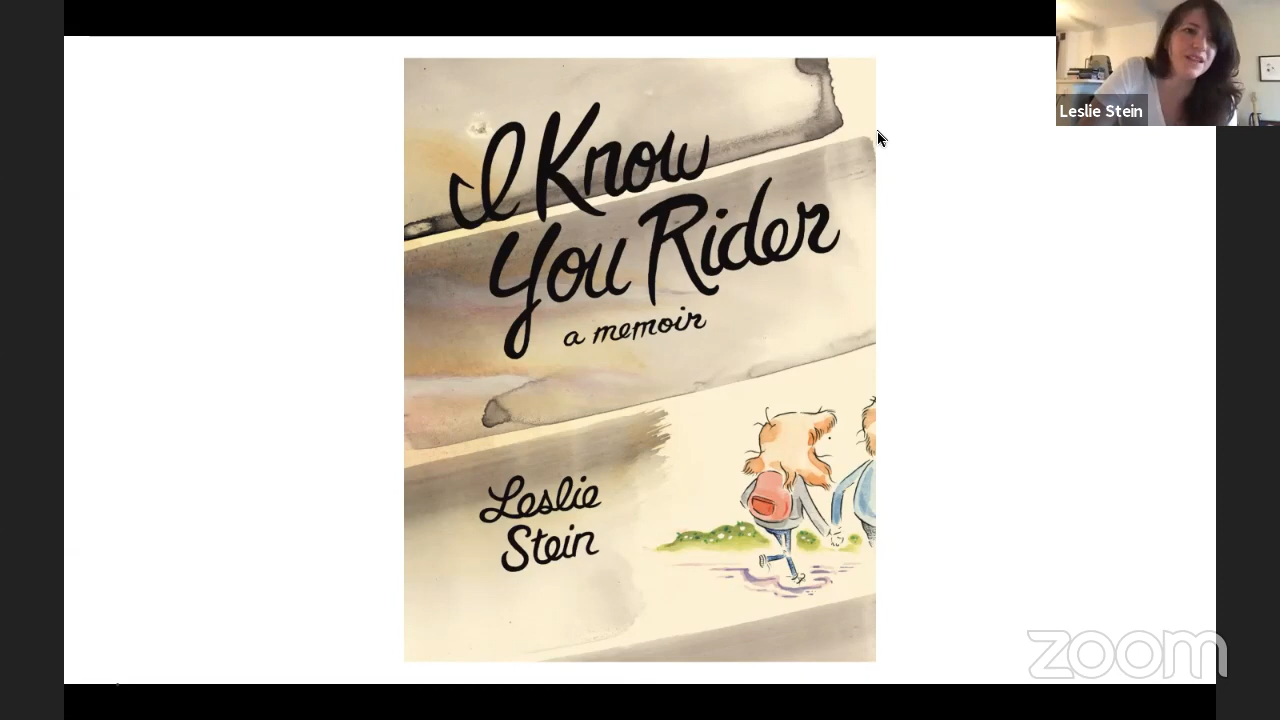 I Know
You Rider
a memoir
Leslie
Stein
Leslie Stein
zoom